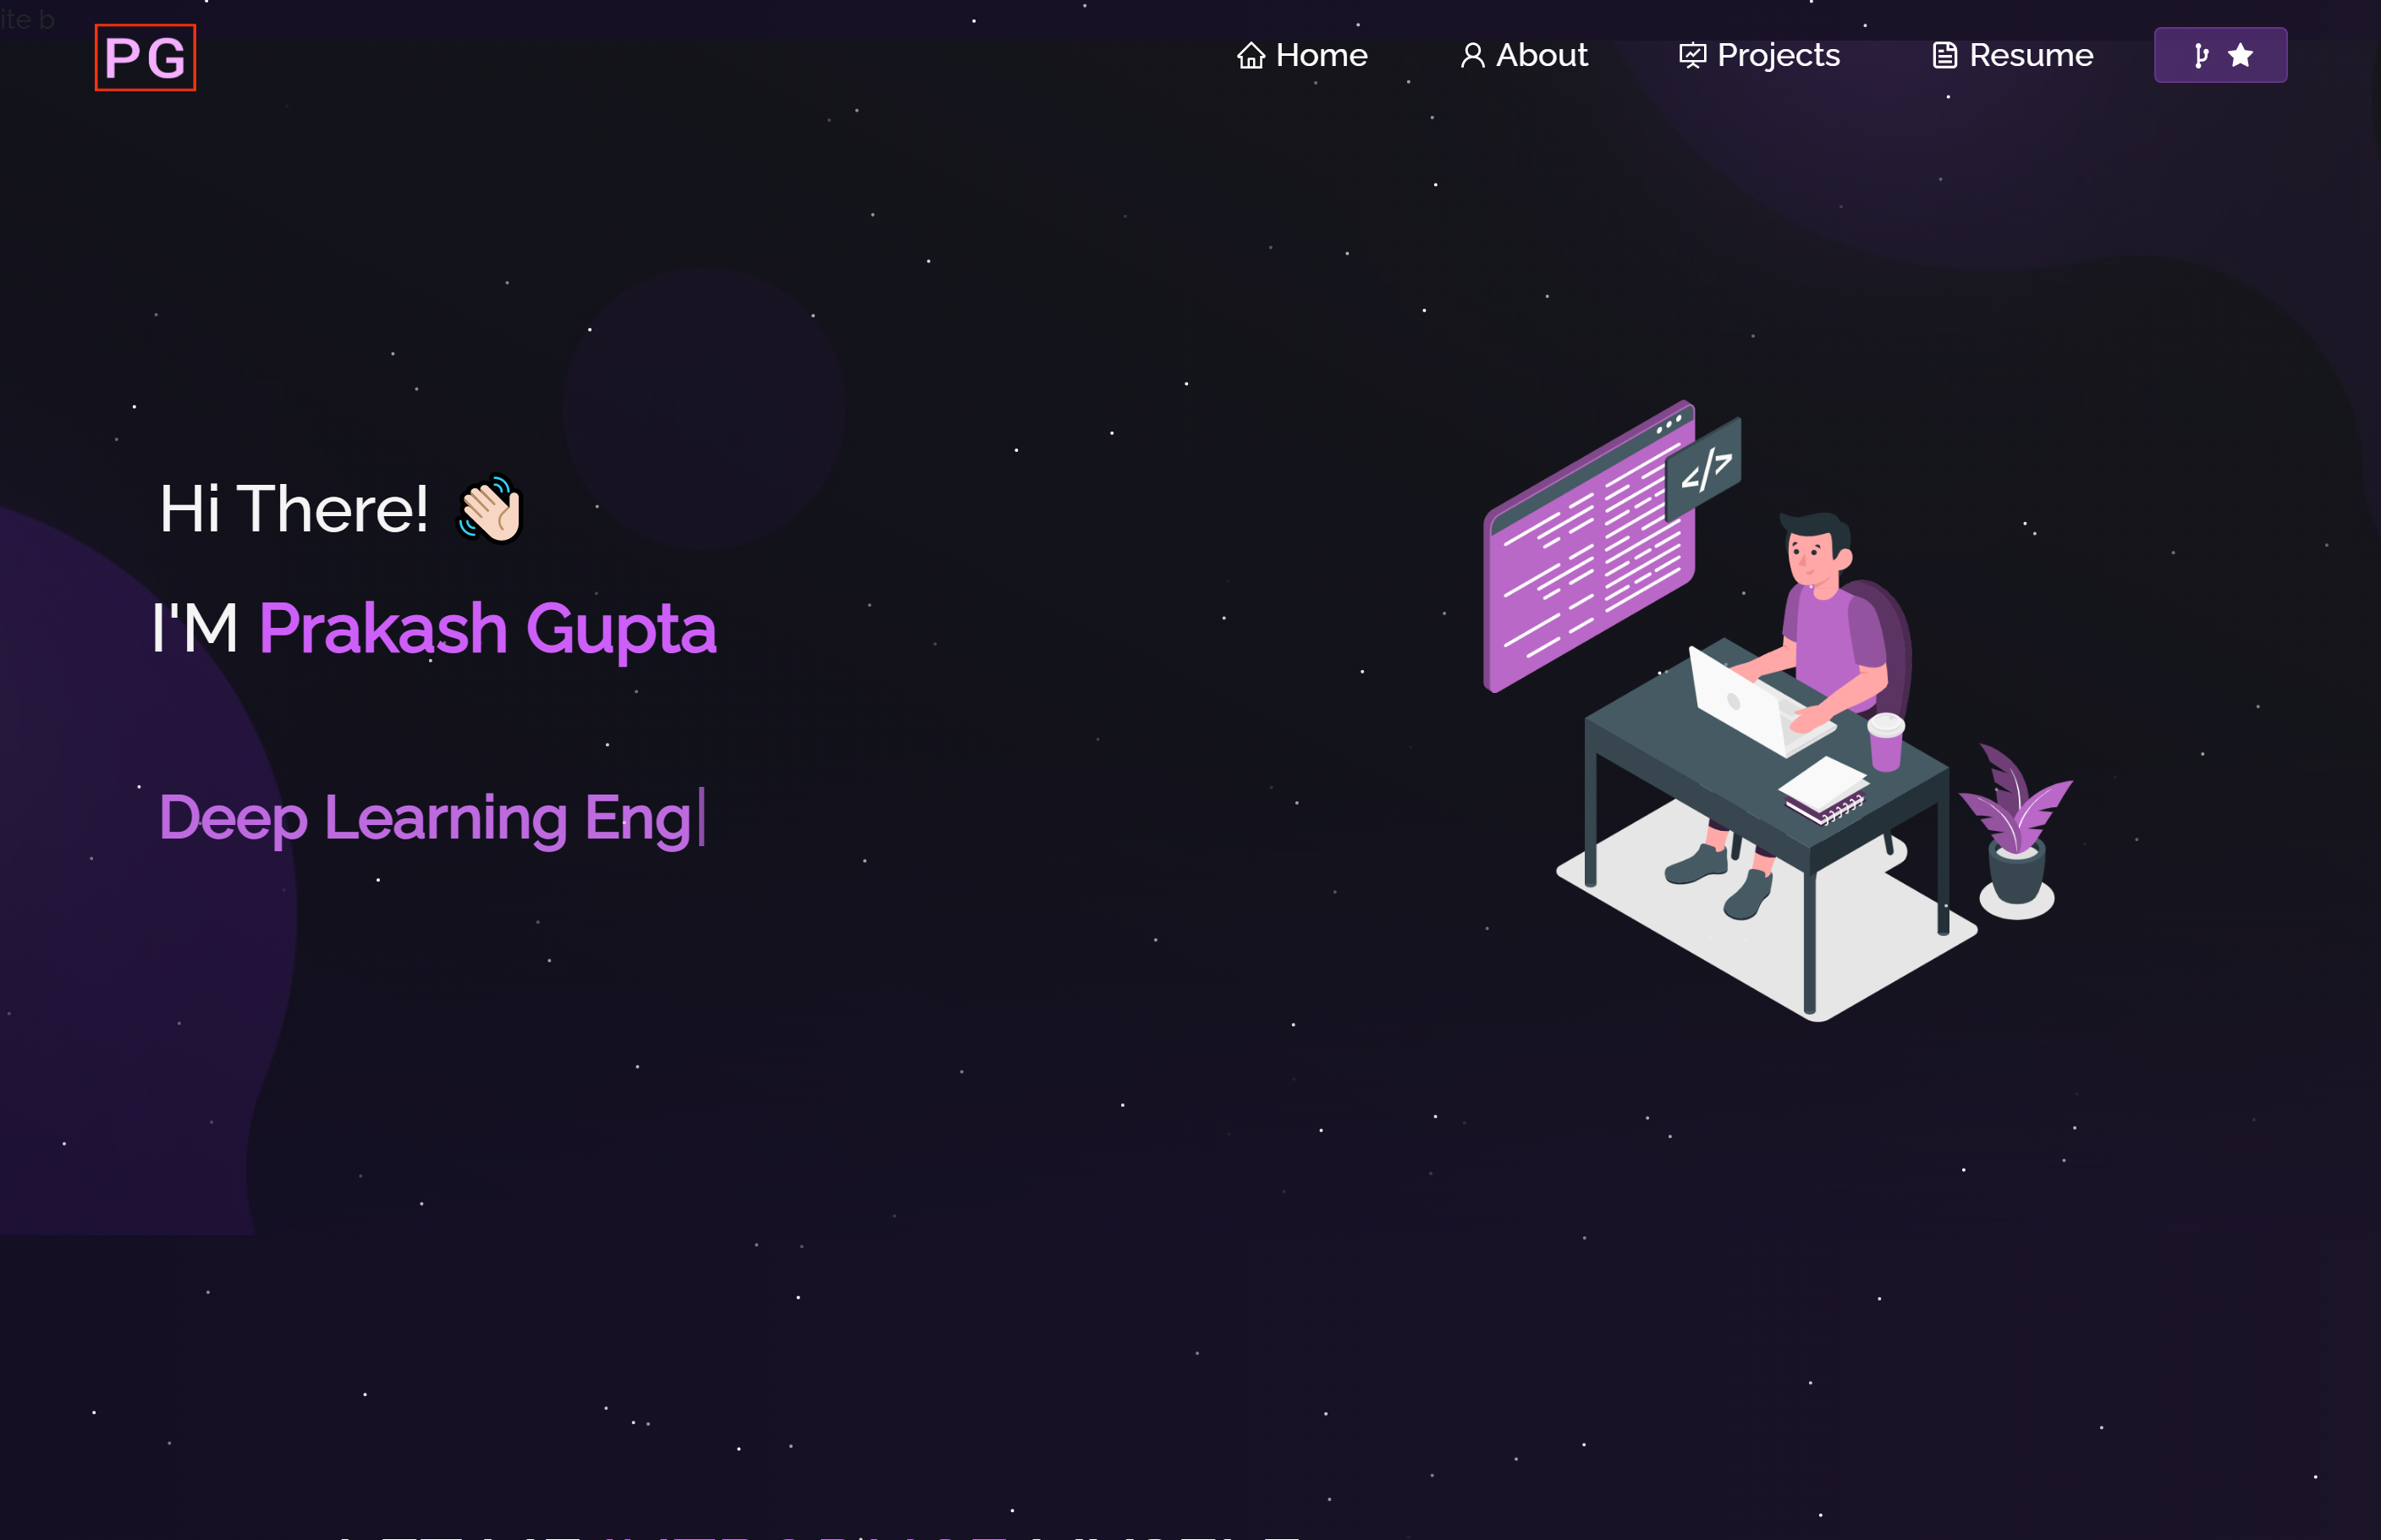 ite b
PG
Home About Projects Resume
</>
Hi There! 👋🏻
I'M Prakash Gupta
Deep Learning Eng|